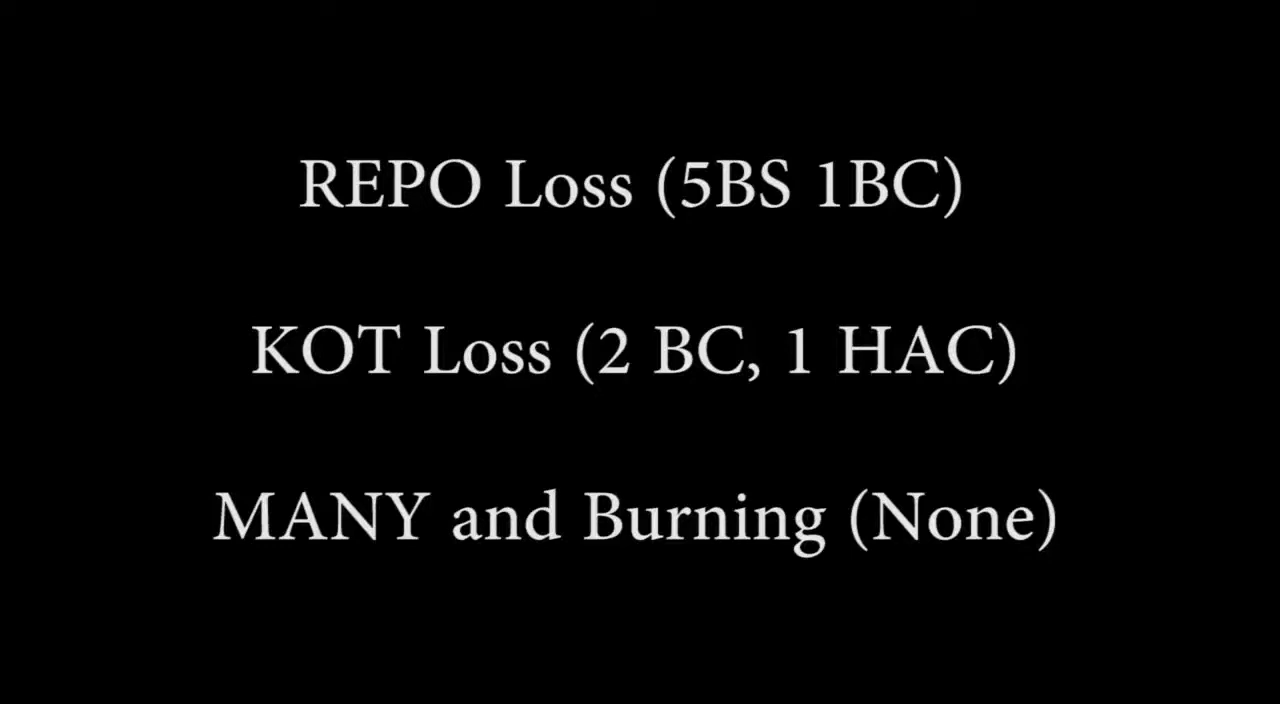 REPO Loss (5BS 1BC)
KOT Loss (2 BC, 1 HAC)
MANY and Burning (None)